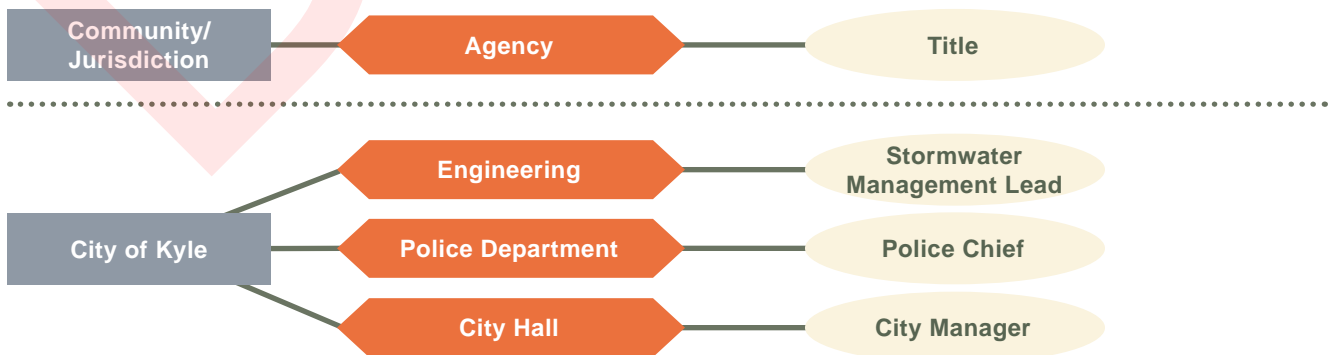 Community/
Jurisdiction
Agency
Title
Engineering
Stormwater
Management Lead
City of Kyle
Police Department
Police Chief
City Hall
City Manager